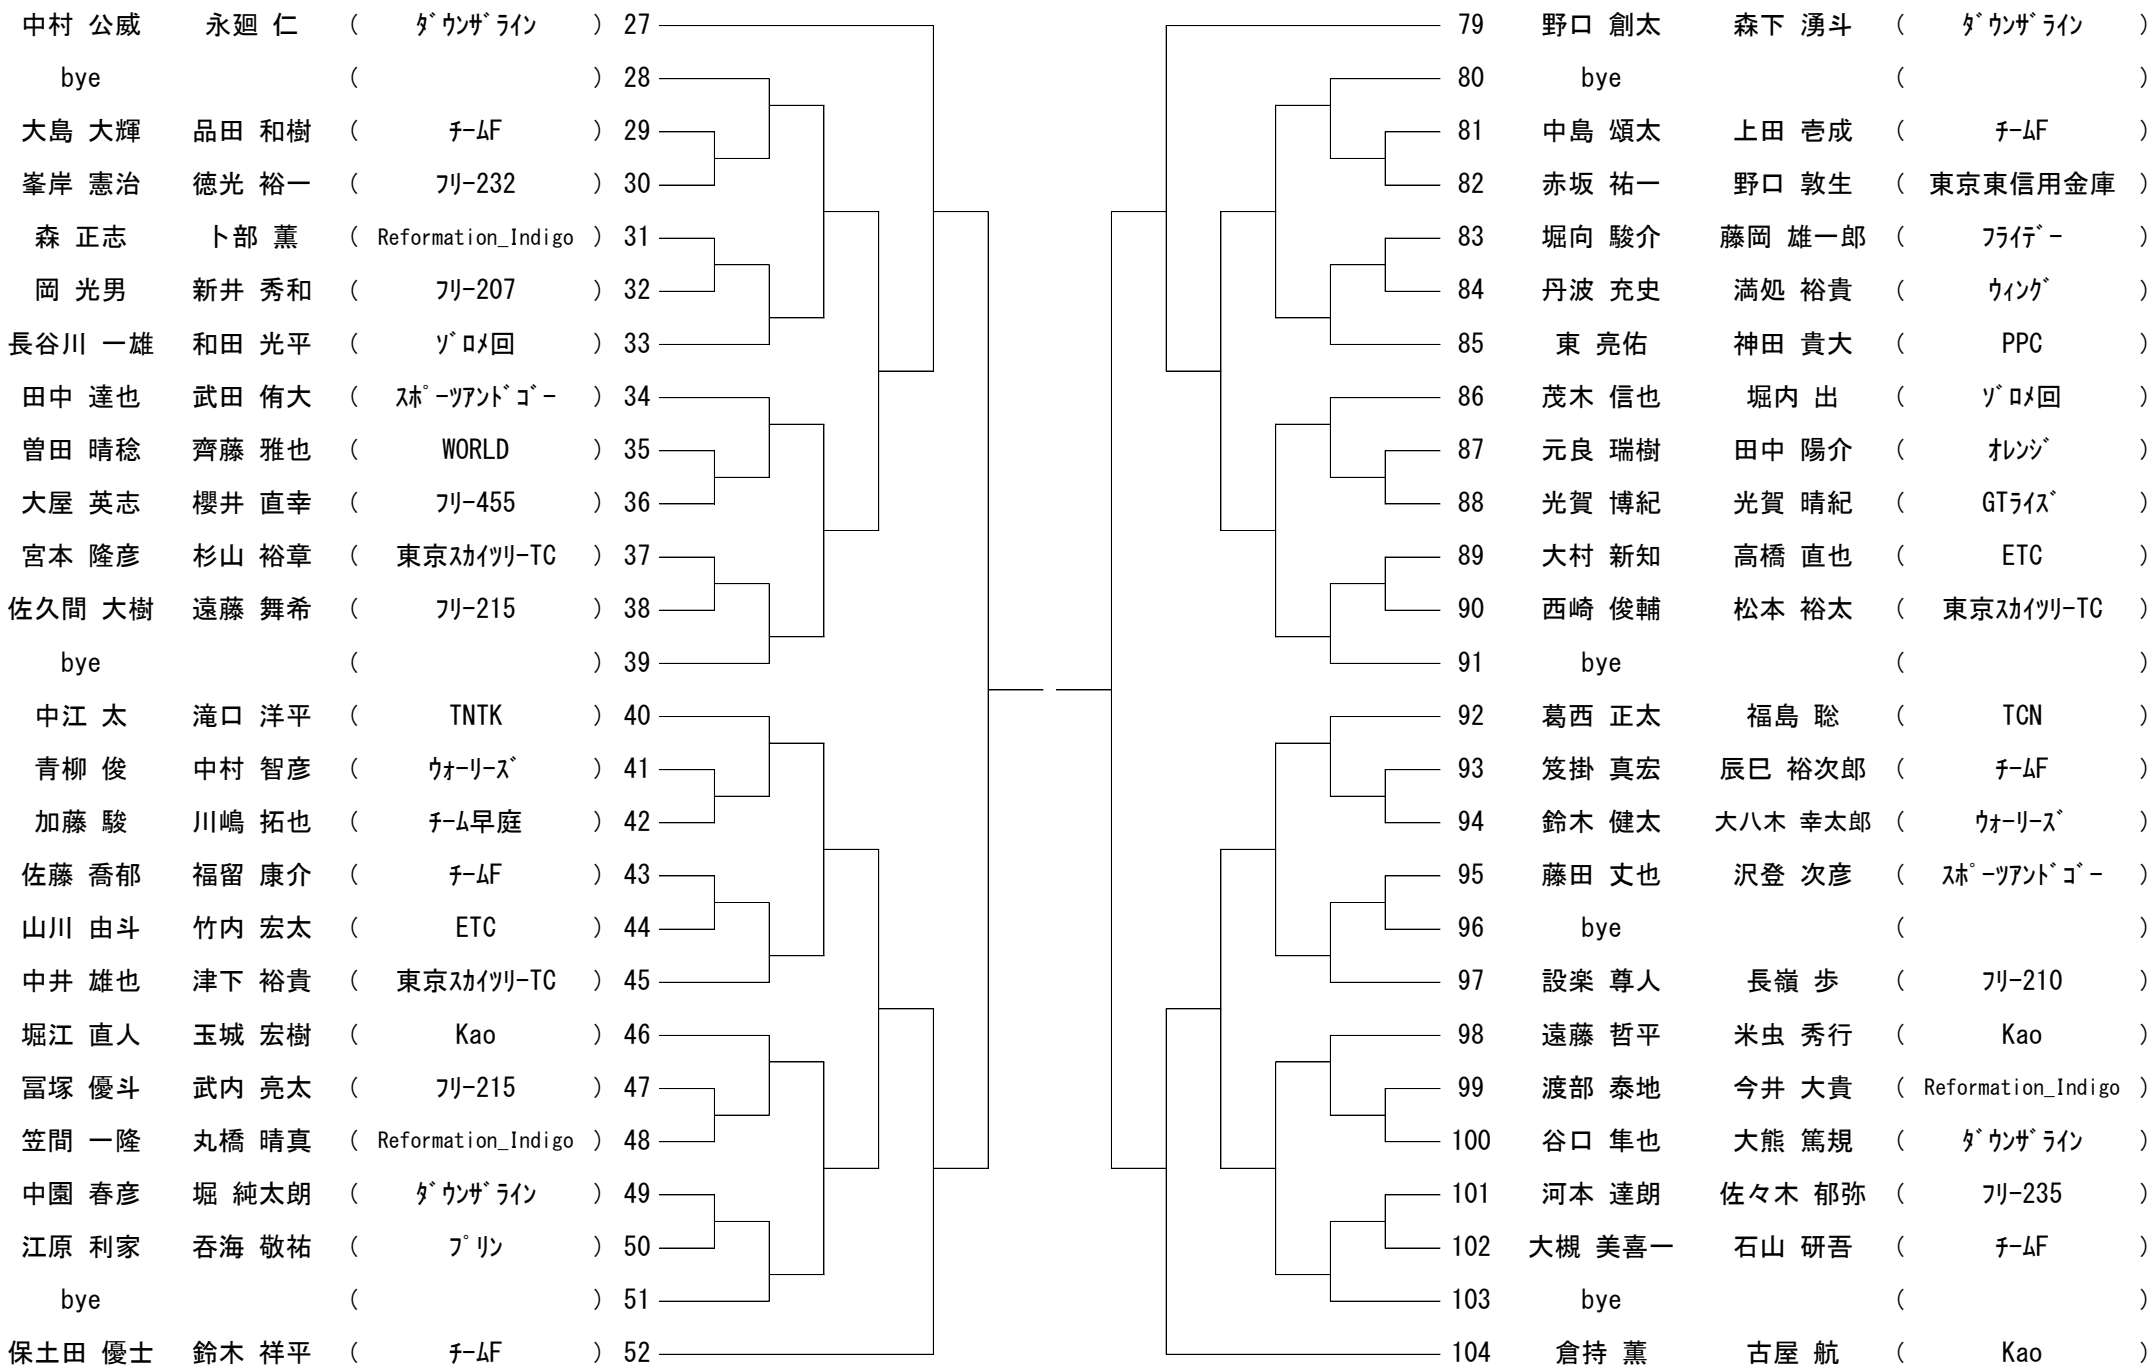 中村 公威 永廻 仁 ( ﾀﾞｳﾝｻﾞﾗｲﾝ ) 27
bye ( ) 28
大島 大輝 品田 和樹 ( ﾁｰﾑF ) 29
峯岸 憲治 徳光 裕一 ( ﾌﾘｰ232 ) 30
森 正志 卜部 薫 ( Reformation_Indigo ) 31
岡 光男 新井 秀和 ( ﾌﾘｰ207 ) 32
長谷川 一雄 和田 光平 ( ｿﾞﾛﾒ回 ) 33
田中 達也 武田 侑大 ( ｽﾎﾟｰﾂｱﾝﾄﾞｺﾞｰ ) 34
曽田 晴稔 齊藤 雅也 ( WORLD ) 35
大屋 英志 櫻井 直幸 ( ﾌﾘｰ455 ) 36
宮本 隆彦 杉山 裕章 ( 東京ｽｶｲﾂﾘｰTC ) 37
佐久間 大樹 遠藤 舞希 ( ﾌﾘｰ215 ) 38
bye ( ) 39
中江 太 滝口 洋平 ( TNTK ) 40
青柳 俊 中村 智彦 ( ｳｫｰﾘｰｽﾞ ) 41
加藤 駿 川嶋 拓也 ( ﾁｰﾑ早庭 ) 42
佐藤 喬郁 福留 康介 ( ﾁｰﾑF ) 43
山川 由斗 竹内 宏太 ( ETC ) 44
中井 雄也 津下 裕貴 ( 東京ｽｶｲﾂﾘｰTC ) 45
堀江 直人 玉城 宏樹 ( Kao ) 46
冨塚 優斗 武内 亮太 ( ﾌﾘｰ215 ) 47
笠間 一隆 丸橋 晴真 ( Reformation_Indigo ) 48
中園 春彦 堀 純太朗 ( ﾀﾞｳﾝｻﾞﾗｲﾝ ) 49
江原 利家 呑海 敬祐 ( ﾌﾟﾘﾝ ) 50
bye ( ) 51
保土田 優士 鈴木 祥平 ( ﾁｰﾑF ) 52
79 野口 創太 森下 湧斗 ( ﾀﾞｳﾝｻﾞﾗｲﾝ )
80 bye ( )
81 中島 頌太 上田 壱成 ( ﾁｰﾑF )
82 赤坂 祐一 野口 敦生 ( 東京東信用金庫 )
83 堀向 駿介 藤岡 雄一郎 ( ﾌﾗｲﾃﾞｰ )
84 丹波 充史 満処 裕貴 ( ｳｨﾝｸﾞ )
85 東 亮佑 神田 貴大 ( PPC )
86 茂木 信也 堀内 出 ( ｿﾞﾛﾒ回 )
87 元良 瑞樹 田中 陽介 ( ｵﾚﾝｼﾞ )
88 光賀 博紀 光賀 晴紀 ( GTﾗｲｽﾞ )
89 大村 新知 高橋 直也 ( ETC )
90 西崎 俊輔 松本 裕太 ( 東京ｽｶｲﾂﾘｰTC )
91 bye ( )
92 葛西 正太 福島 聡 ( TCN )
93 笈掛 真宏 辰巳 裕次郎 ( ﾁｰﾑF )
94 鈴木 健太 大八木 幸太郎 ( ｳｫｰﾘｰｽﾞ )
95 藤田 丈也 沢登 次彦 ( ｽﾎﾟｰﾂｱﾝﾄﾞｺﾞｰ )
96 bye ( )
97 設楽 尊人 長嶺 歩 ( ﾌﾘｰ210 )
98 遠藤 哲平 米虫 秀行 ( Kao )
99 渡部 泰地 今井 大貴 ( Reformation_Indigo )
100 谷口 隼也 大熊 篤規 ( ﾀﾞｳﾝｻﾞﾗｲﾝ )
101 河本 達朗 佐々木 郁弥 ( ﾌﾘｰ235 )
102 大槻 美喜一 石山 研吾 ( ﾁｰﾑF )
103 bye ( )
104 倉持 薫 古屋 航 ( Kao )